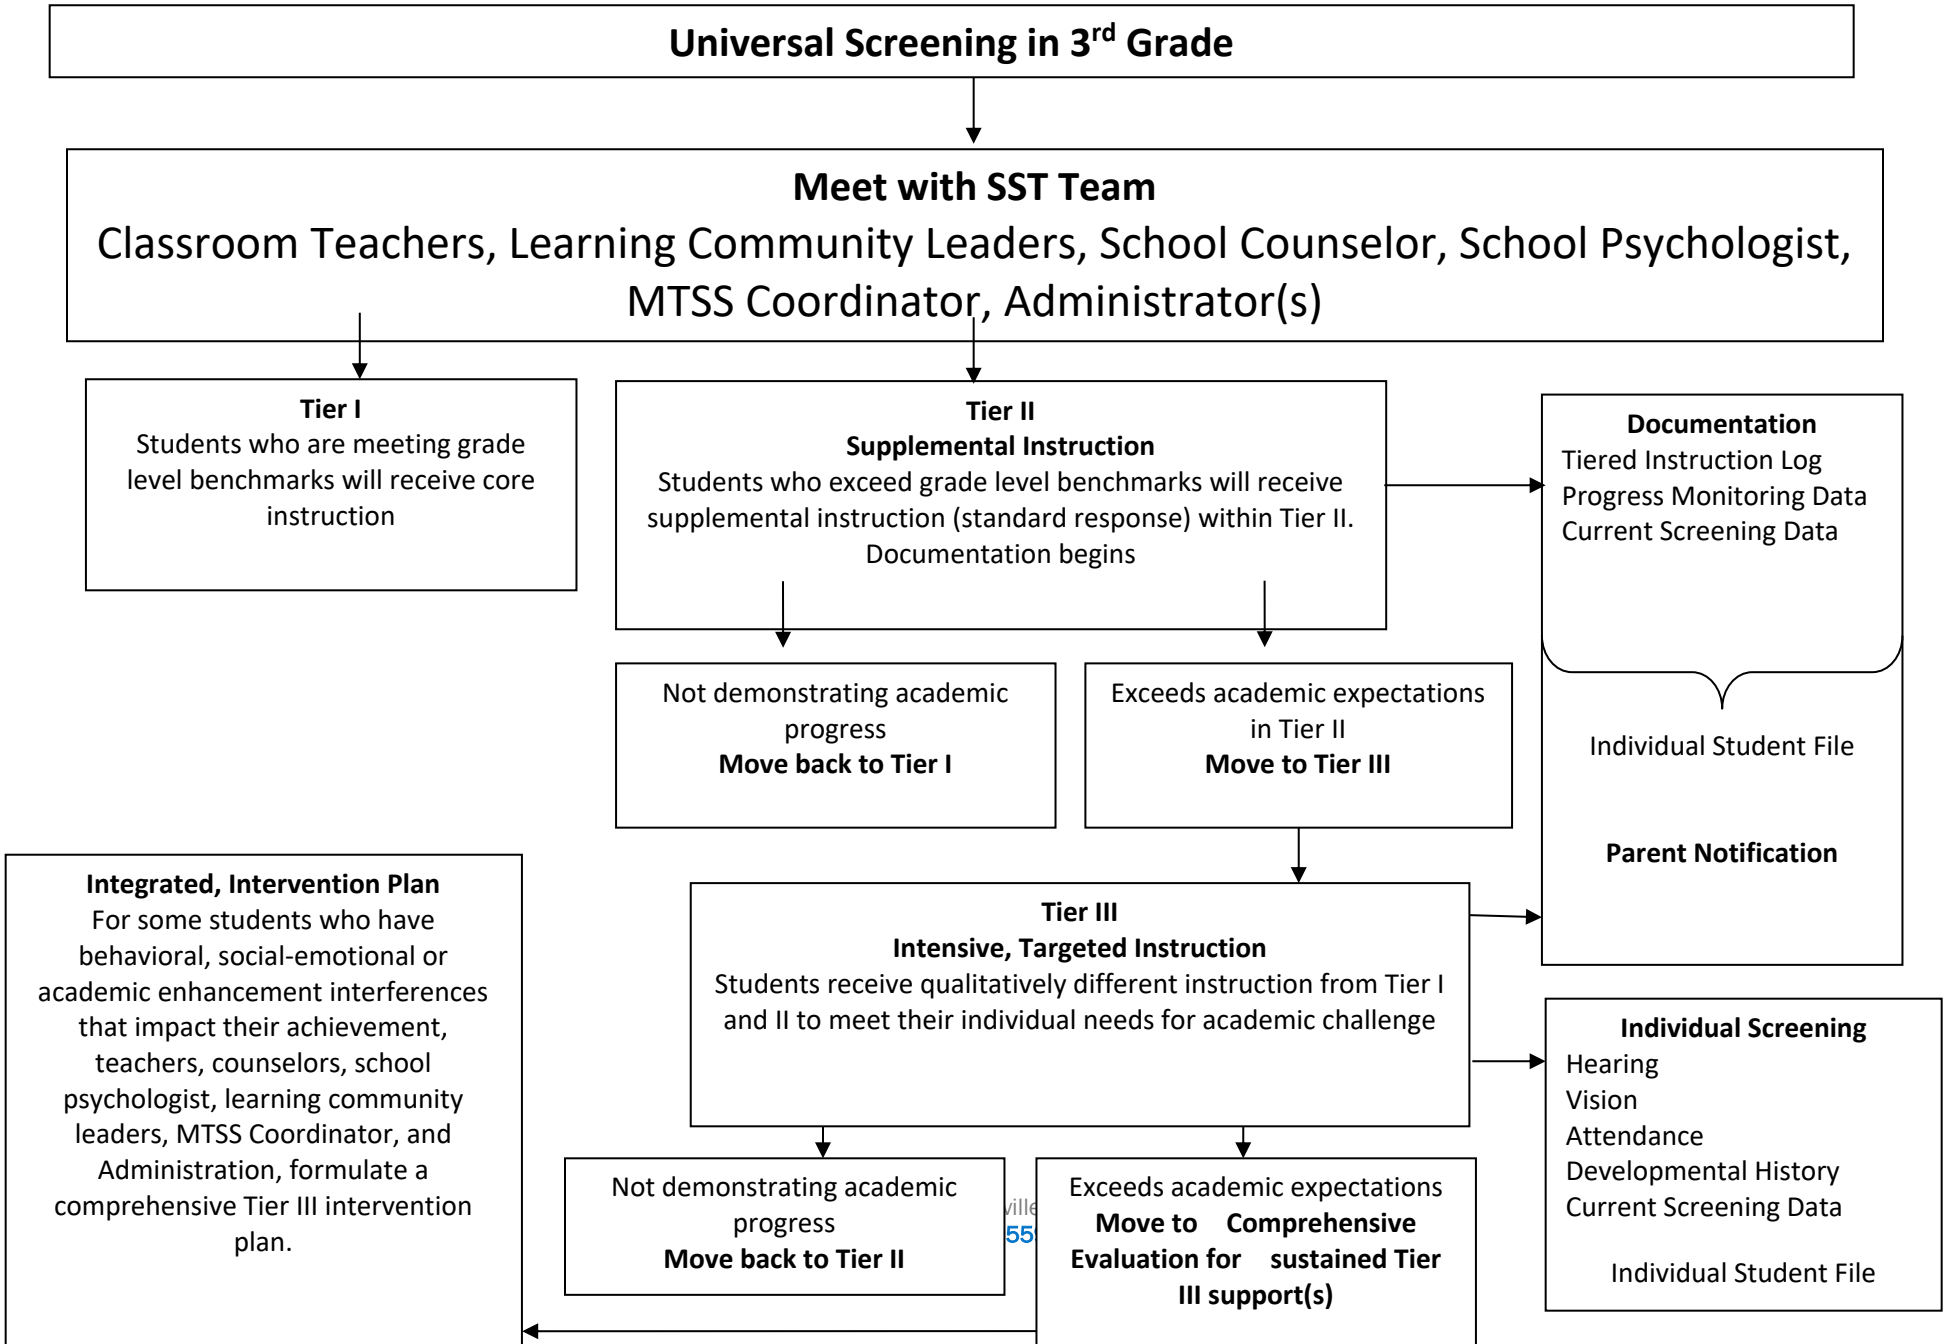 Universal Screening in 3rd Grade
Meet with SST Team
Classroom Teachers, Learning Community Leaders, School Counselor, School Psychologist,
MTSS Coordinator, Administrator(s)
Tier I
Students who are meeting grade
level benchmarks will receive core
instruction
Tier II
Supplemental Instruction
Students who exceed grade level benchmarks will receive
supplemental instruction (standard response) within Tier II.
Documentation begins
Documentation
Tiered Instruction Log
Progress Monitoring Data
Current Screening Data
Individual Student File
Parent Notification
Not demonstrating academic
progress
Move back to Tier I
Exceeds academic expectations
in Tier II
Move to Tier III
Integrated, Intervention Plan
For some students who have
behavioral, social-emotional or
academic enhancement interferences
that impact their achievement,
teachers, counselors, school
psychologist, learning community
leaders, MTSS Coordinator, and
Administration, formulate a
comprehensive Tier III intervention
plan.
Tier III
Intensive, Targeted Instruction
Students receive qualitatively different instruction from Tier I
and II to meet their individual needs for academic challenge
Individual Screening
Hearing
Vision
Attendance
Developmental History
Current Screening Data
Individual Student File
Not demonstrating academic
progress
Move back to Tier II
Exceeds academic expectations
Move to Comprehensive
Evaluation for sustained Tier
III support(s)